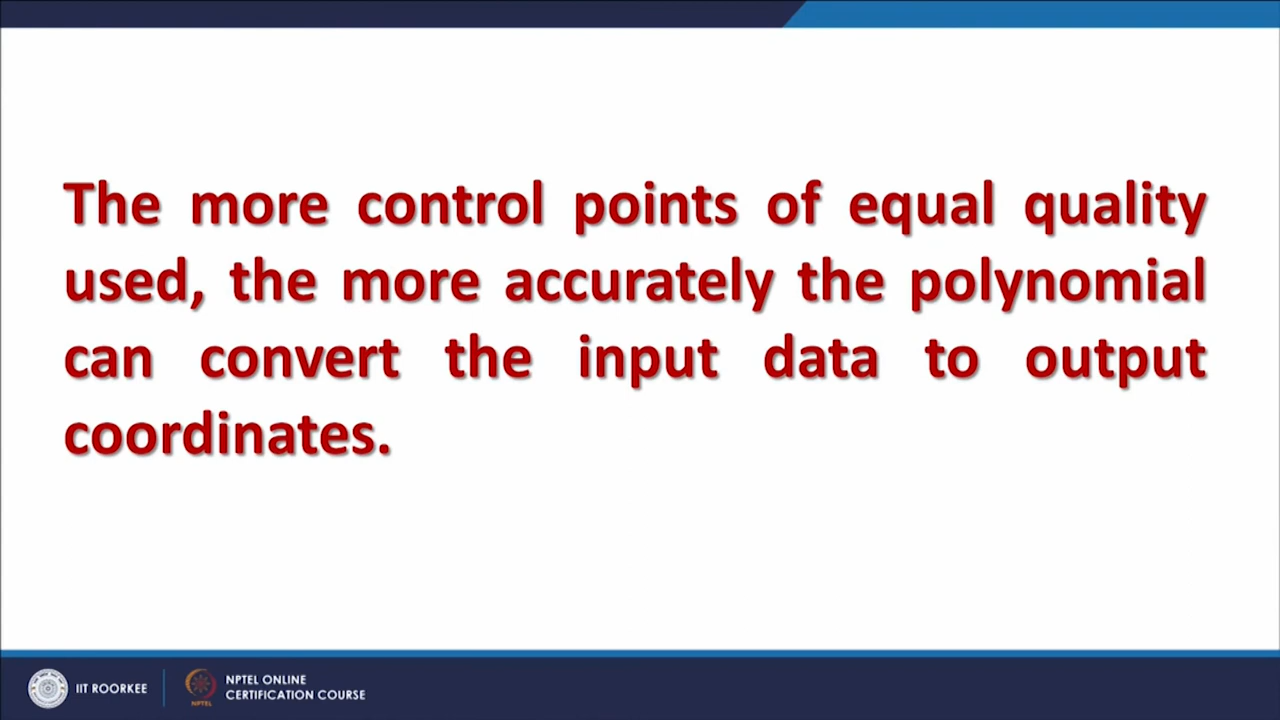 The more control points of equal quality
used, the more accurately the polynomial
can convert the input data to output
coordinates.
IIT ROORKEE
NPTEL
NPTEL ONLINE
CERTIFICATION COURSE